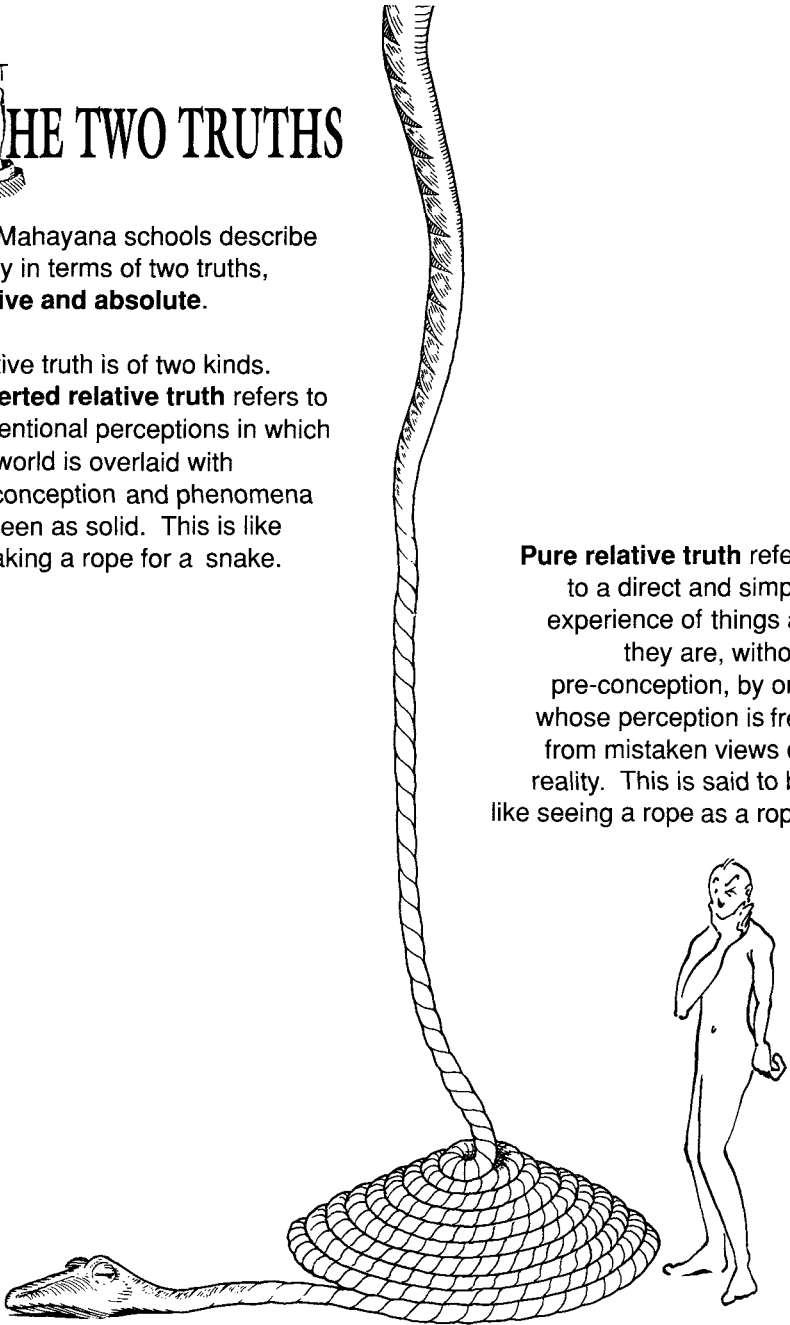 HE TWO TRUTHS
Mahayana schools describe
y in terms of two truths,
ive and absolute.
tive truth is of two kinds.
erted relative truth refers to
entional perceptions in which
world is overlaid with
conception and phenomena
een as solid. This is like
aking a rope for a snake.
Pure relative truth refe
to a direct and simp
experience of things a
they are, witho
pre-conception, by o
whose perception is fre
from mistaken views
reality. This is said to b
like seeing a rope as a rop